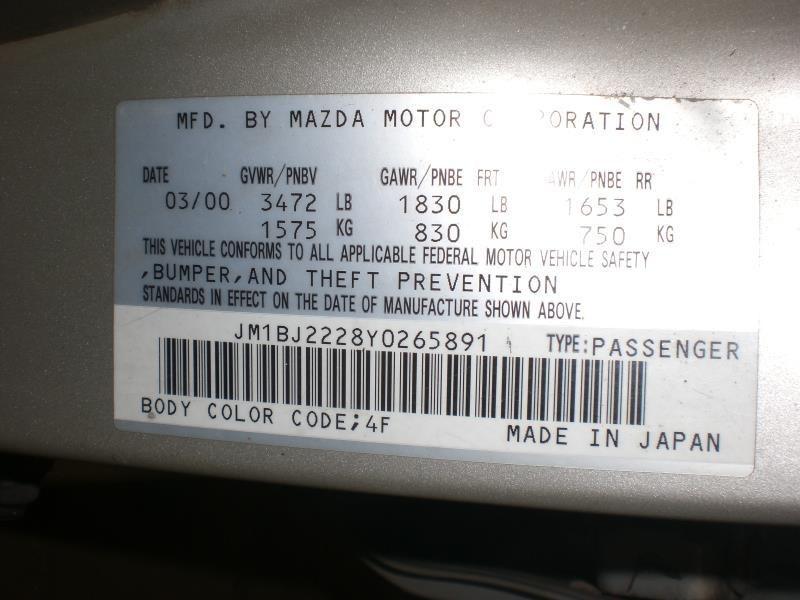 MFD. BY MAZDA MOTOR
DATE GVWR/PNBV GAWR/PNBE FRT /PNBE RR
03/00 3472 LB 1830 LB 1653 LB
1575 KG 830 KG 750 KG
THIS VEHICLE CONFORMS TO ALL APPLICABLE FEDERAL MOTOR VEHICLE SAFETY
,BUMPER,AND THEFT PREVENTION
STANDARDS IN EFFECT ON THE DATE OF MANUFACTURE SHOWN ABOVE.
JM1BJ2228Y0265891 TYPE:PASSENGER
BODY COLOR CODE;4F
MADE IN JAPAN